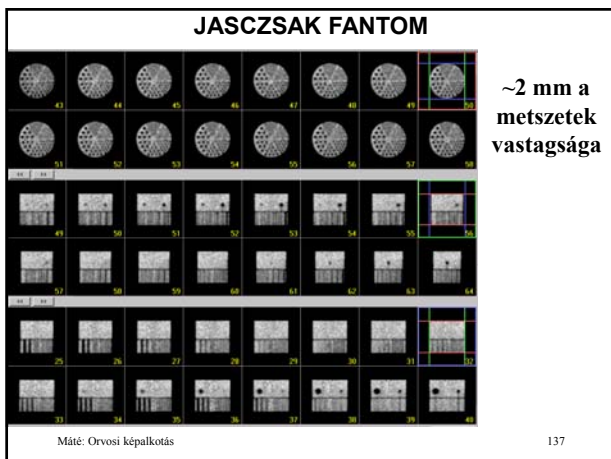 JASCZSAK FANTOM
43 44 45 46 47 48 49 50
51 52 53 54 55 56 57 58
~2 mm a
metszetek
vastagsága
49 50 51 52 53 54 55 56
57 58 59 60 61 62 63 64
25 26 27 28 29 30 31 32
33 34 35 36 37 38 39 40
Máté: Orvosi képalkotás 137